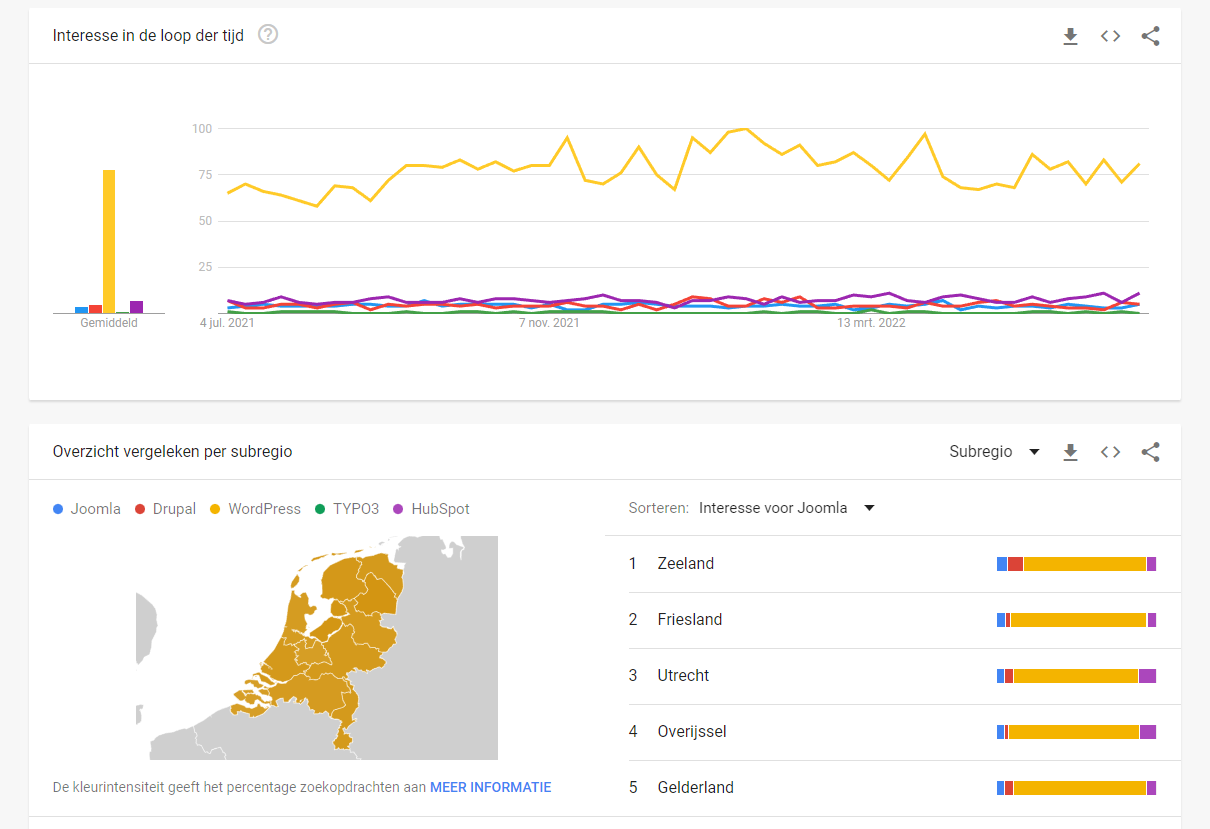 Interesse in de loop der tijd ?
100
75
50
25
Gemiddeld
4 jul. 2021 7 nov. 2021 13 mrt. 2022
Overzicht vergeleken per subregio Subregio
Joomla Drupal WordPress TYPO3 HubSpot
Sorteren: Interesse voor Joomla
1 Zeeland
2 Friesland
3 Utrecht
4 Overijssel
5 Gelderland
De kleurintensiteit geeft het percentage zoekopdrachten aan MEER INFORMATIE